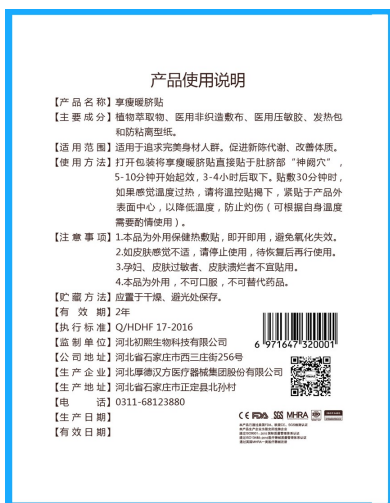 产品使用说明
【产品名称】享瘦暖脐贴
【主要成分】植物萃取物、医用非织造敷布、医用压敏胶、发热包
和防粘离型纸。
【适用范围】适用于追求完美身材人群。促进新陈代谢、改善体质。
【使用方法】打开包装将享瘦暖脐贴直接贴于肚脐部“神阙穴”，
5-10分钟开始起效，3-4小时后取下。贴敷30分钟时，
如果感觉温度过热，请将温控贴揭下，紧贴于产品外
表面中心，以降低温度，防止灼伤（可根据自身温度
需要酌情使用）。
【注意事项】1.本品为外用保健热敷贴，即开即用，避免氧化失效。
2.如皮肤感觉不适，请停止使用，待恢复后再行使用。
3.孕妇、皮肤过敏者、皮肤溃烂者不宜贴用。
4.本品为外用，不可口服，不可替代药品。
【贮藏方法】应置于干燥、避光处保存。
【有效期】2年
【执行标准】Q/HDHF 17-2016
【监制单位】河北初熙生物科技有限公司
【公司地址】河北省石家庄市西三庄街256号
【生产企业】河北厚德汉方医疗器械集团股份有限公司
【生产地址】河北省石家庄市正定县北孙村
【电话】0311-68123880
【生产日期】
【有效日期】
6 971647 320001
CE FDA SGS MHRA